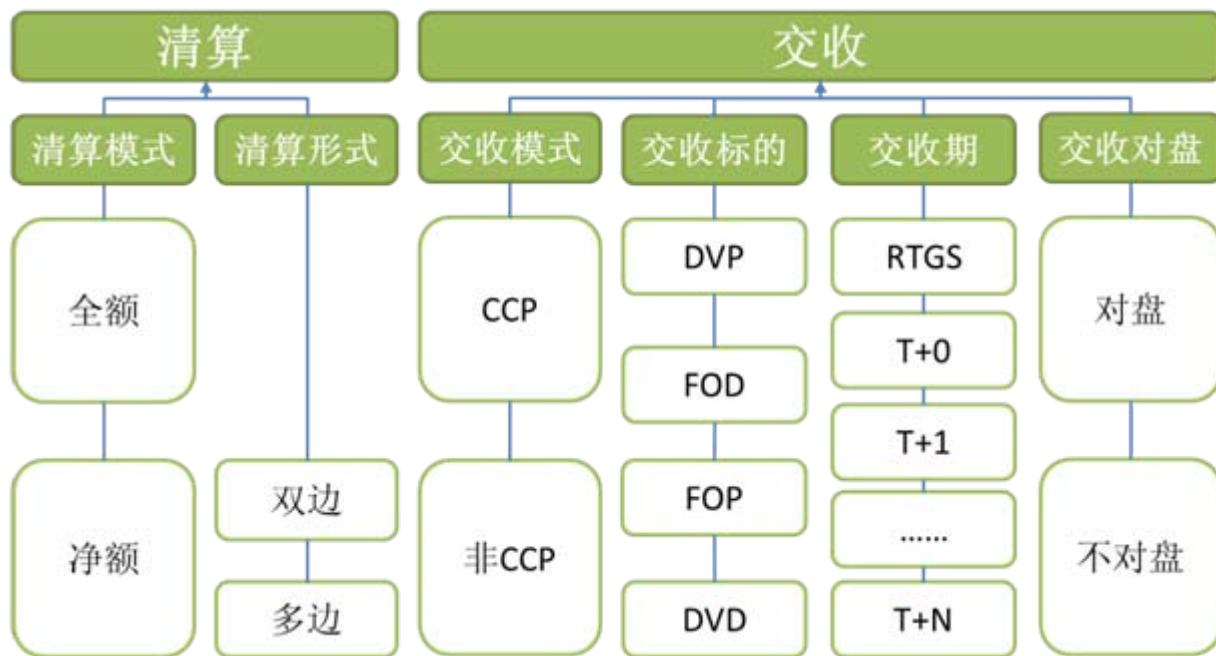 清算
交收
清算模式
清算形式
交收模式
交收标的
交收期
交收对盘
全额
净额
双边
多边
CCP
非CCP
DVP
FOD
FOP
DVD
RTGS
T+0
T+1
......
T+N
对盘
不对盘